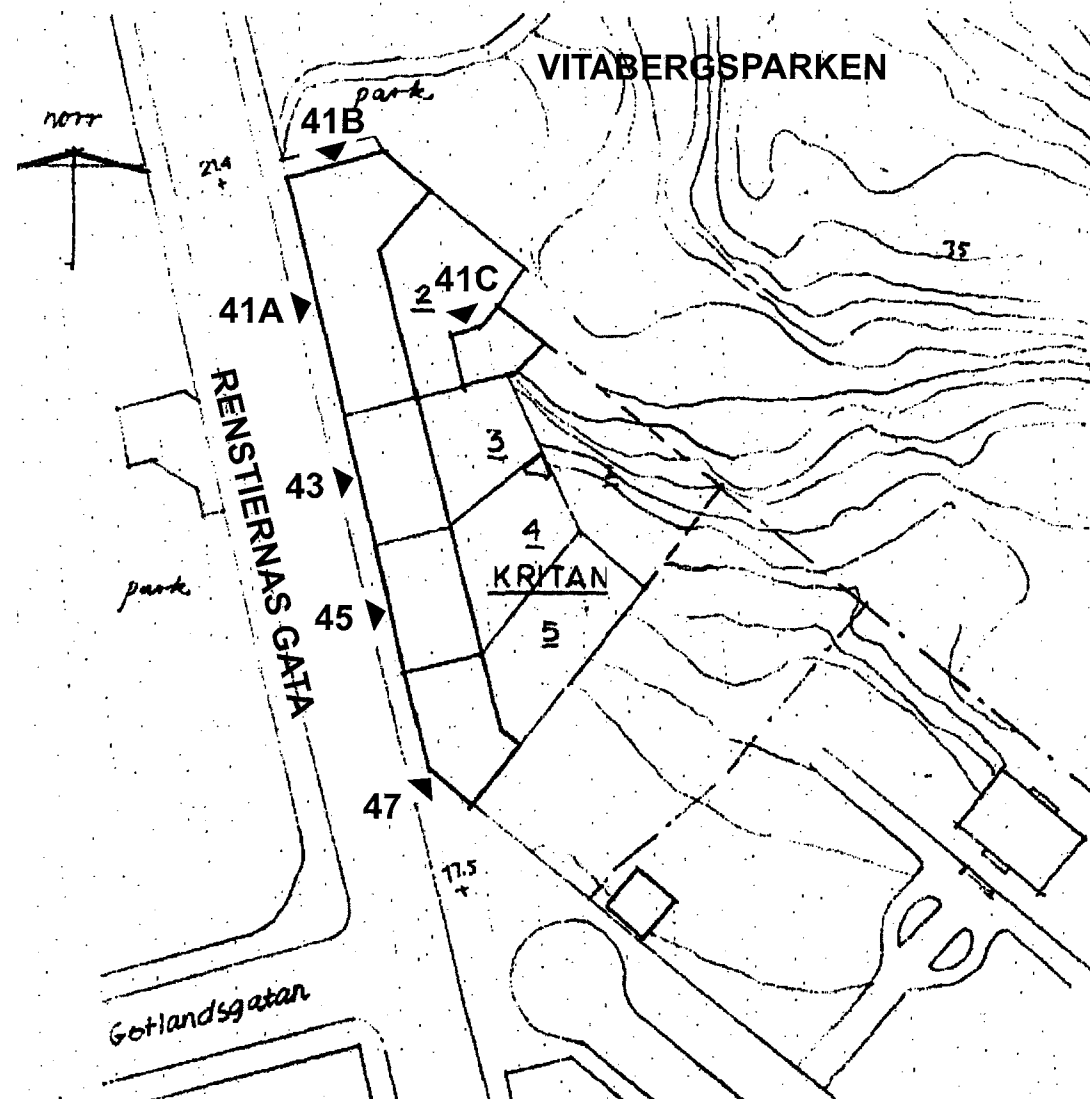 VITABERGSPARKEN
park
norr
41B
21.4
35
41C
2
41A
RENSTIERNAS GATA
3
43
4
KRITAN
park
45
5
47
17.5
Gotlandsgatan